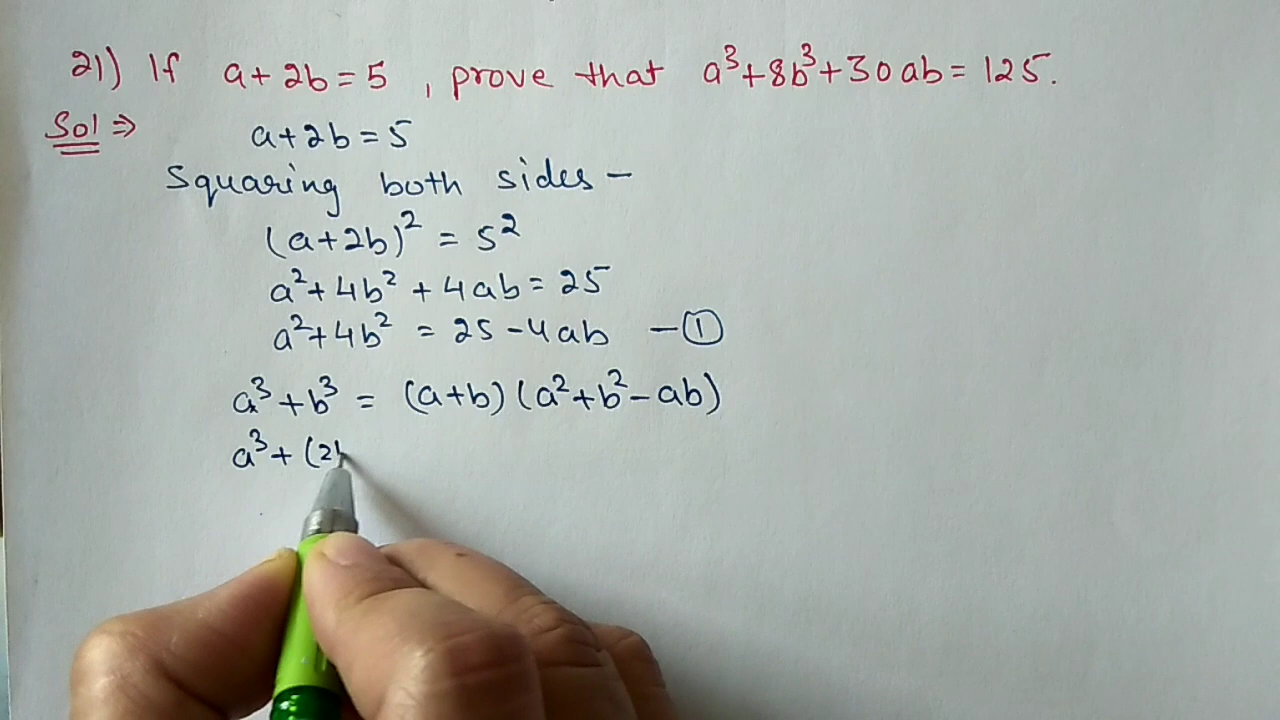 21) If a+2b=5, prove that a³+8b³+30ab=125.
Sol ⇒ a+2b=5
Squaring both sides –
(a+2b)² = 5²
a²+4b²+4ab=25
a²+4b² = 25-4ab —①
a³+b³ = (a+b)(a²+b²-ab)
a³+(2